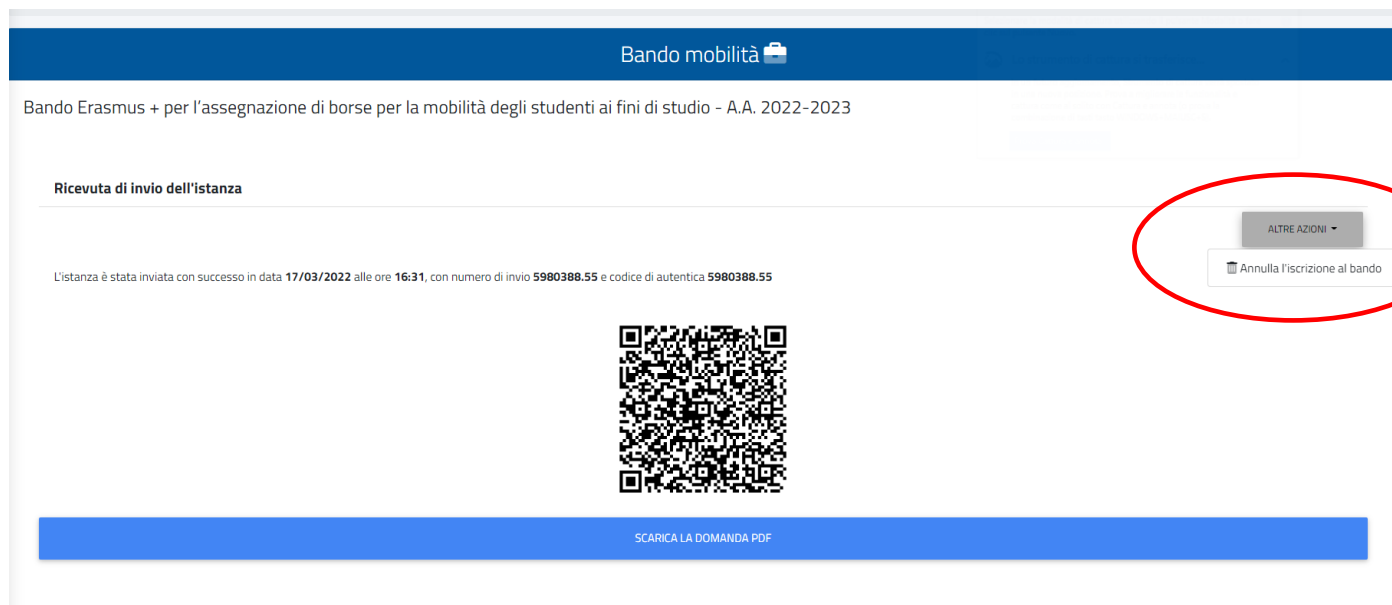 Bando mobilità
Bando Erasmus + per l’assegnazione di borse per la mobilità degli studenti ai fini di studio - A.A. 2022-2023
Ricevuta di invio dell'istanza
ALTRE AZIONI
Annulla l'iscrizione al bando
L'istanza è stata inviata con successo in data 17/03/2022 alle ore 16:31, con numero di invio 5980388.55 e codice di autentica 5980388.55
SCARICA LA DOMANDA PDF